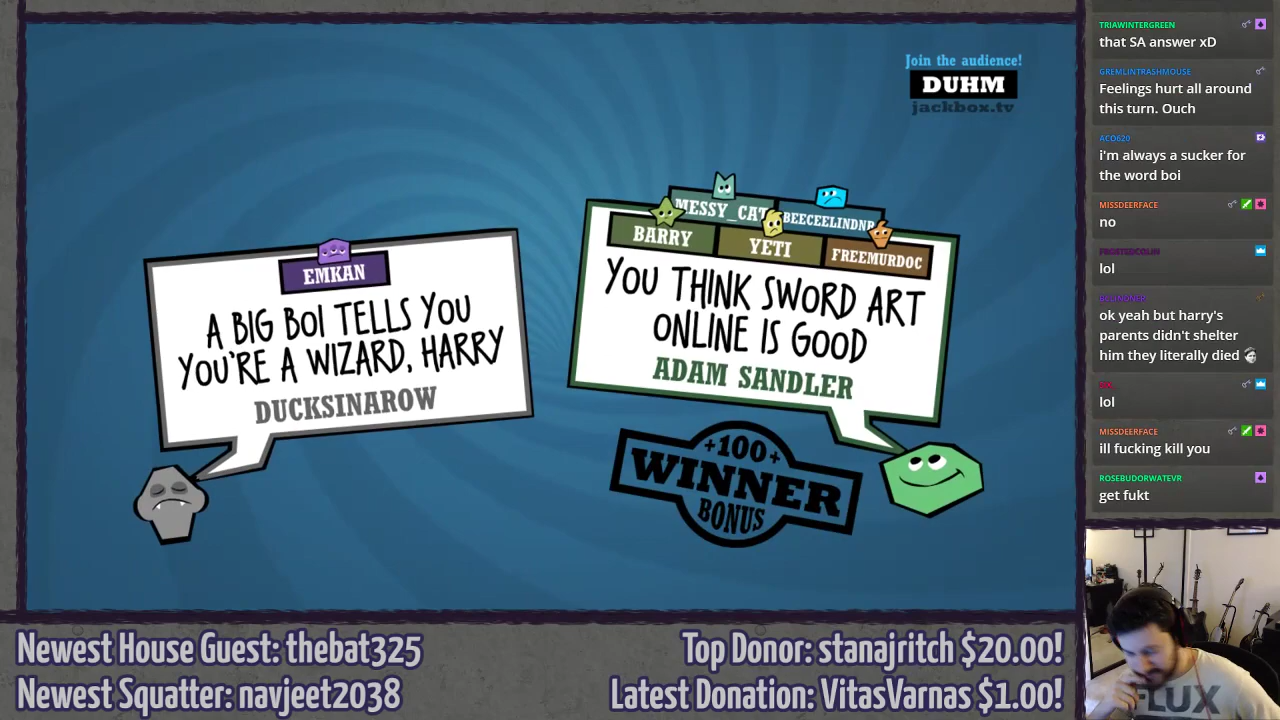 Join the audience!
DUHM
jackbox.tv
EMKAN
A BIG BOI TELLS YOU
YOU'RE A WIZARD, HARRY
DUCKSINAROW
MESSY_CAT
BEECEELINDNR
BARRY
YETI
FREEMURDOC
YOU THINK SWORD ART
ONLINE IS GOOD
ADAM SANDLER
+100+
WINNER
BONUS
TRIAWINTERGREEN
that SA answer xD
GREMLINTRASHMOUSE
Feelings hurt all around
this turn. Ouch
ACO620
i'm always a sucker for
the word boi
MISSDEERFACE
no
lol
ok yeah but harry's
parents didn't shelter
him they literally died
lol
MISSDEERFACE
ill fucking kill you
ROSEBUDORWATEVR
get fukt
FLUX
Newest House Guest: thebat325
Newest Squatter: navjeet2038
Top Donor: stanajritch $20.00!
Latest Donation: VitasVarnas $1.00!